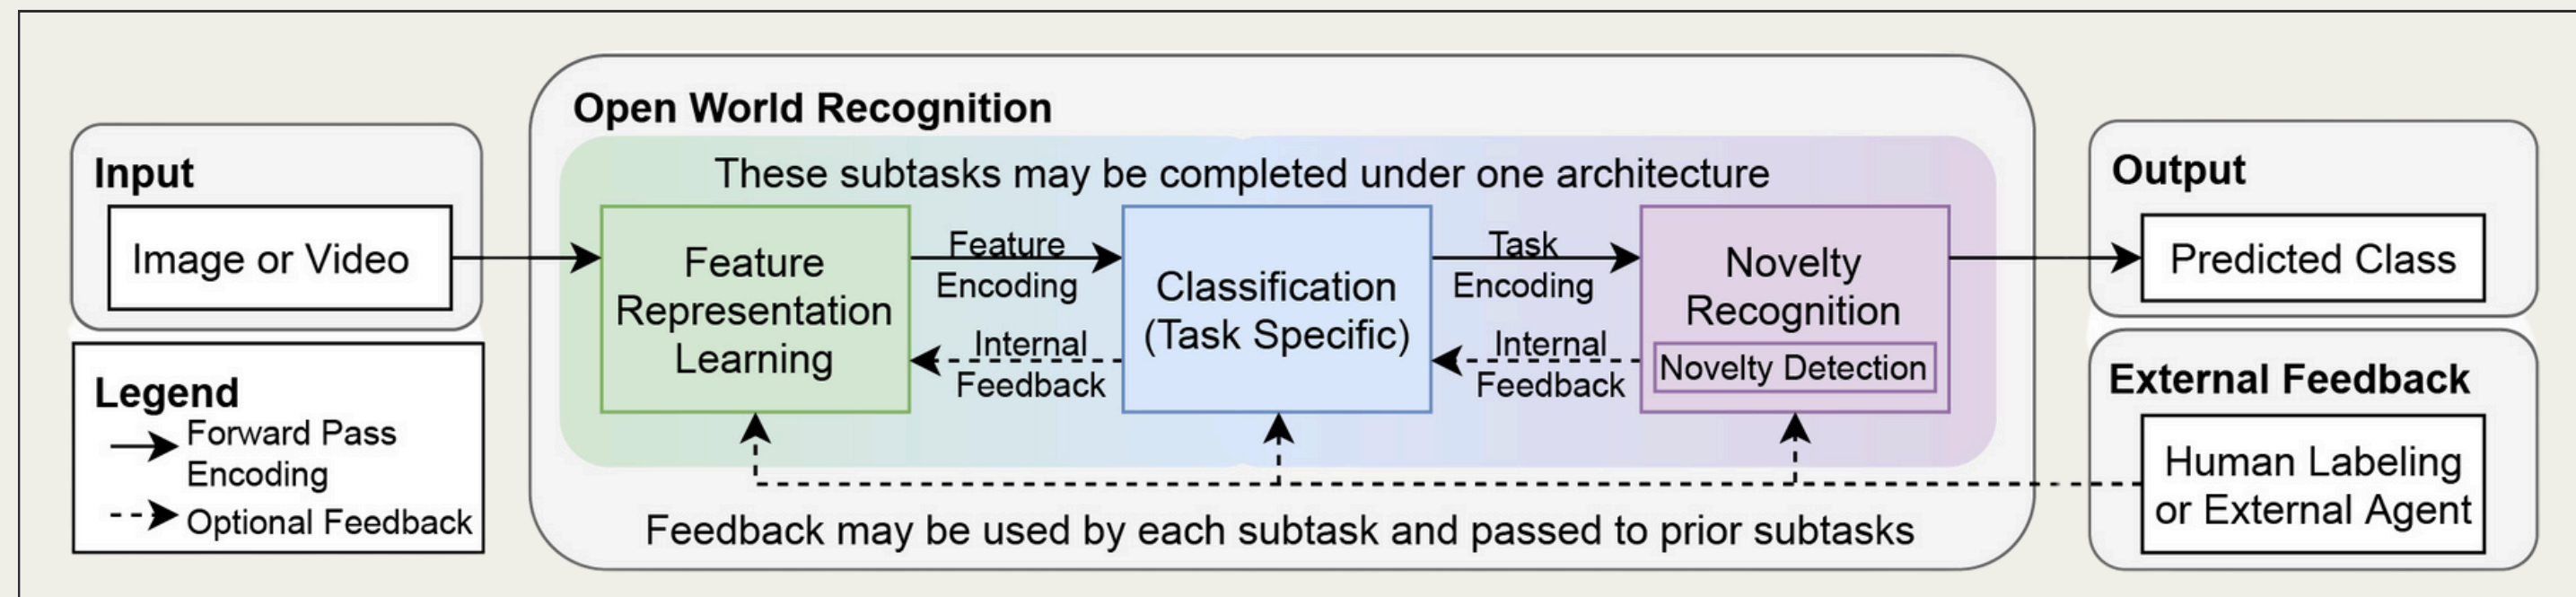 Open World Recognition
These subtasks may be completed under one architecture
Input
Image or Video
Feature
Representation
Learning
Feature
Encoding
Internal
Feedback
Classification
(Task Specific)
Task
Encoding
Internal
Feedback
Novelty
Recognition
Novelty Detection
Output
Predicted Class
Legend
Forward Pass
Encoding
Optional Feedback
Feedback may be used by each subtask and passed to prior subtasks
External Feedback
Human Labeling
or External Agent